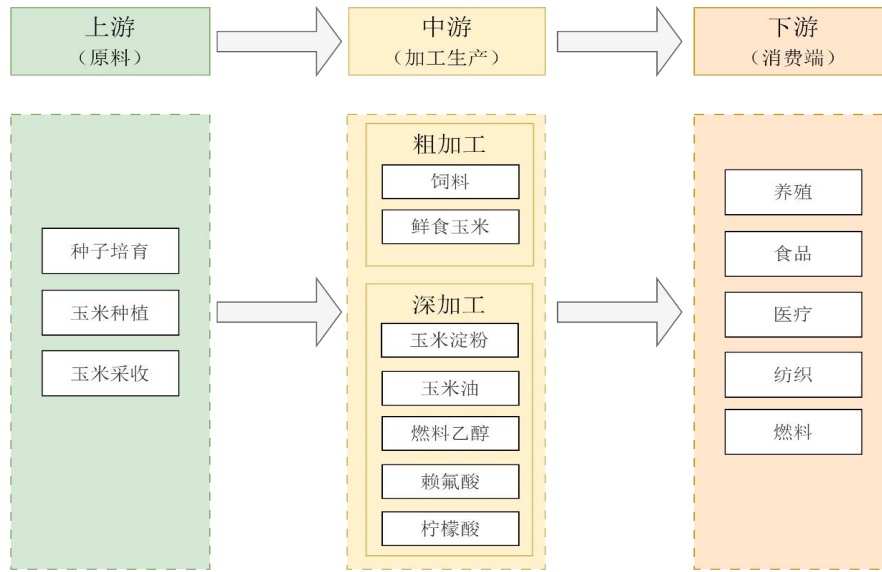 上游
（原料）
中游
（加工生产）
下游
（消费端）
种子培育
玉米种植
玉米采收
粗加工
饲料
鲜食玉米
深加工
玉米淀粉
玉米油
燃料乙醇
赖氟酸
柠檬酸
养殖
食品
医疗
纺织
燃料